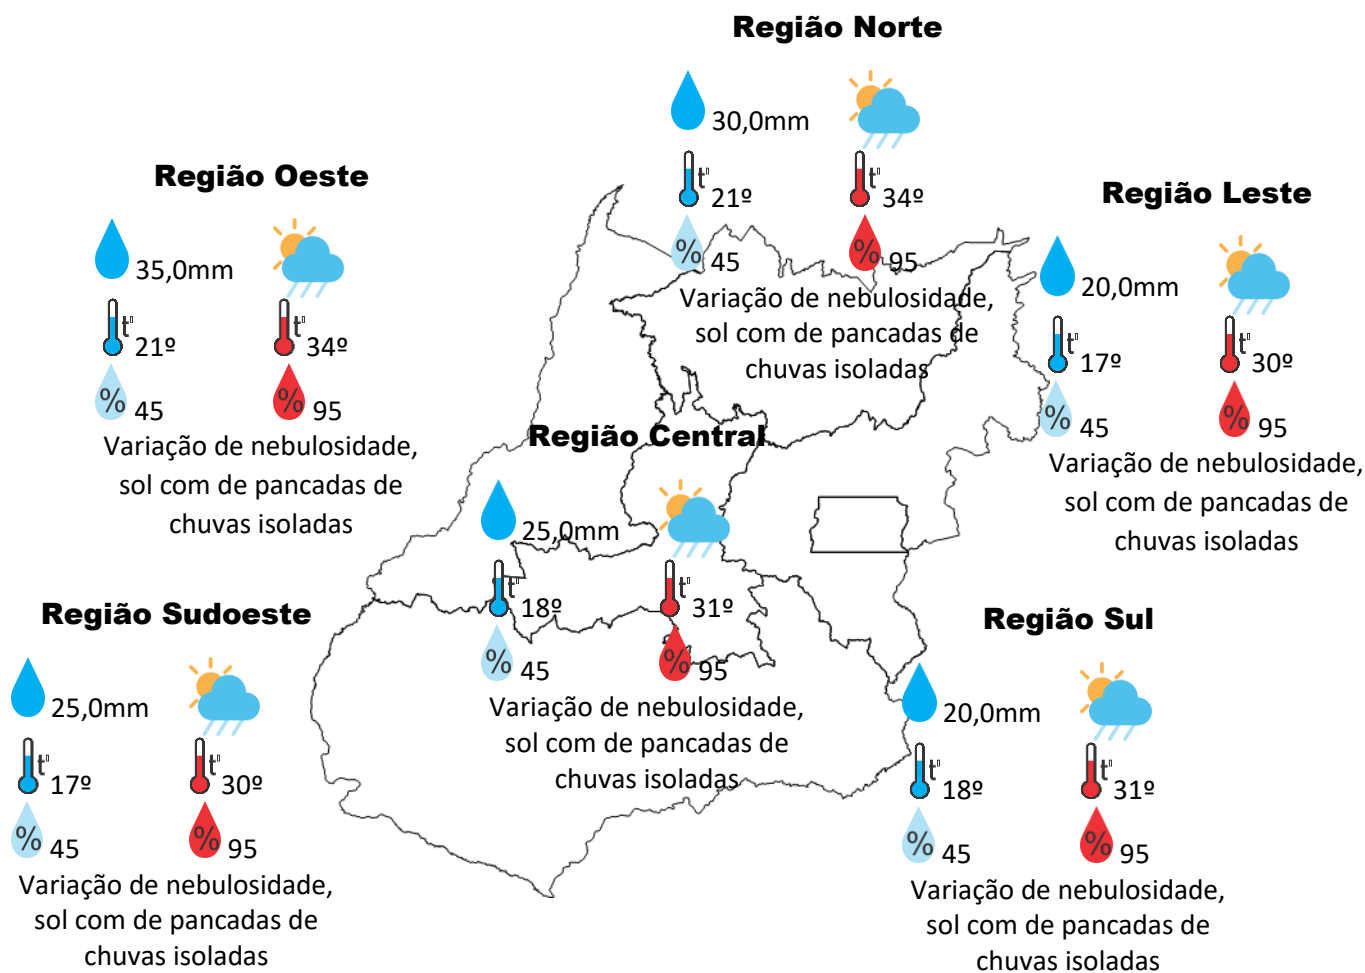 Região Norte
30,0mm
t°
21º
t°
34º
%
45
%
95
Variação de nebulosidade,
sol com de pancadas de
chuvas isoladas
Região Oeste
35,0mm
t°
21º
t°
34º
%
45
%
95
Variação de nebulosidade,
sol com de pancadas de
chuvas isoladas
Região Leste
20,0mm
t°
17º
t°
30º
%
45
%
95
Variação de nebulosidade,
sol com de pancadas de
chuvas isoladas
Região Central
25,0mm
t°
18º
t°
31º
%
45
%
95
Variação de nebulosidade,
sol com de pancadas de
chuvas isoladas
Região Sudoeste
25,0mm
t°
17º
t°
30º
%
45
%
95
Variação de nebulosidade,
sol com de pancadas de
chuvas isoladas
Região Sul
20,0mm
t°
18º
t°
31º
%
45
%
95
Variação de nebulosidade,
sol com de pancadas de
chuvas isoladas